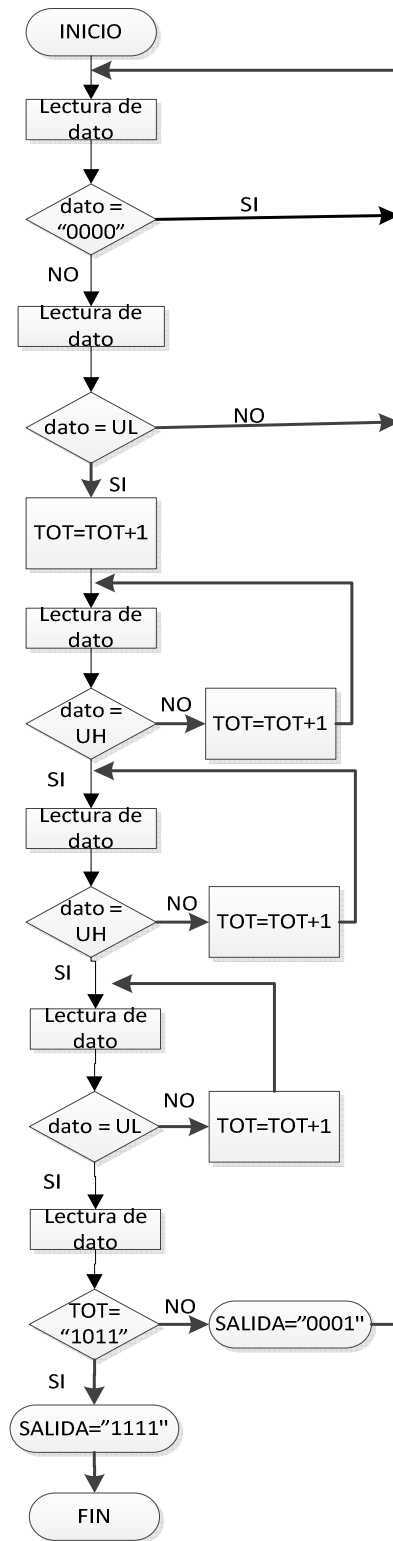 INICIO
Lectura de
dato
dato =
“0000”
SI
NO
Lectura de
dato
dato = UL
NO
SI
TOT=TOT+1
Lectura de
dato
dato =
UH
NO
TOT=TOT+1
SI
Lectura de
dato
dato =
UH
NO
TOT=TOT+1
SI
Lectura de
dato
dato = UL
NO
TOT=TOT+1
SI
Lectura de
dato
TOT=
“1011”
NO
SALIDA=”0001"
SI
SALIDA=”1111"
FIN